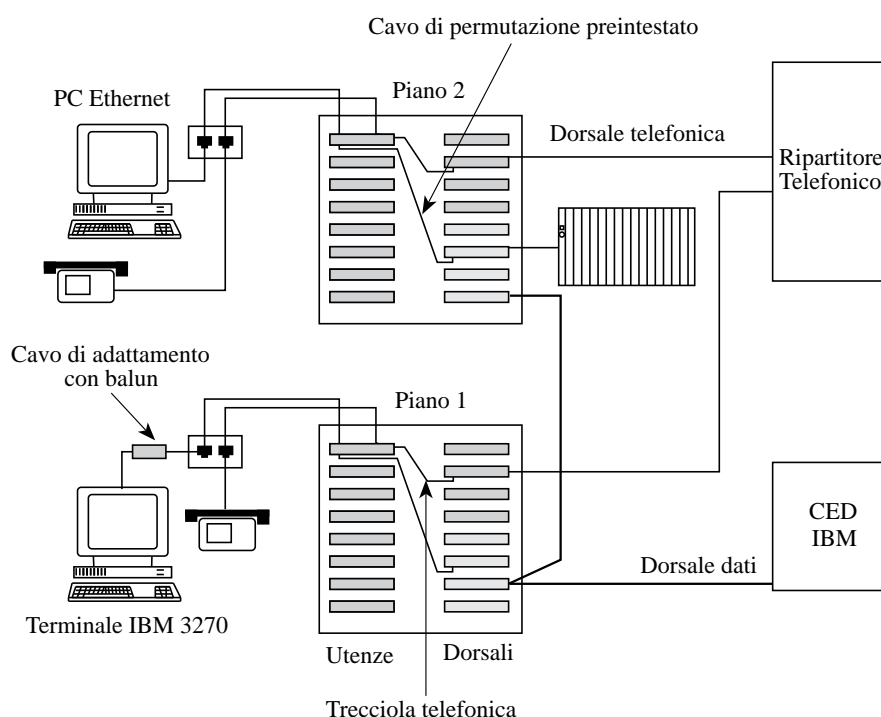 Cavo di permutazione preintestato
PC Ethernet
Piano 2
Dorsale telefonica
Ripartitore
Telefonico
Cavo di adattamento
con balun
Piano 1
CED
IBM
Dorsale dati
Terminale IBM 3270
Utenze
Dorsali
Trecciola telefonica